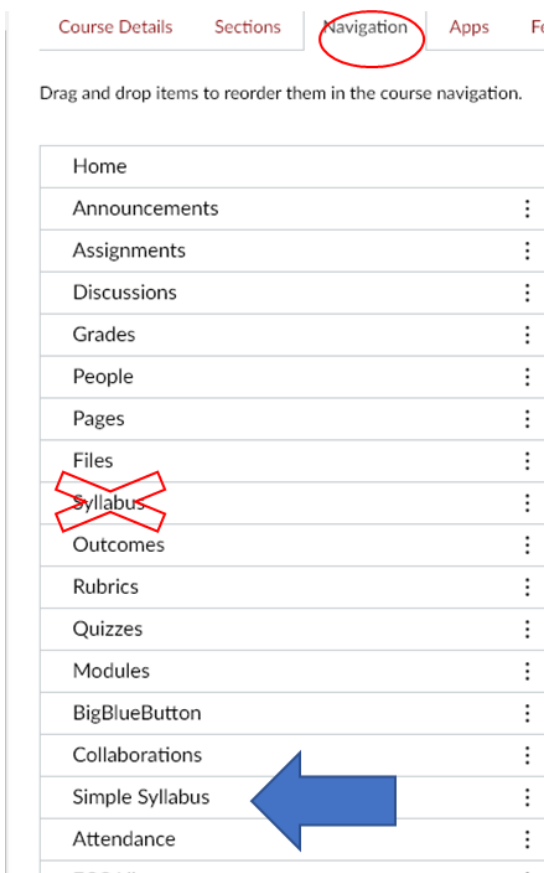 Course Details Sections Navigation Apps
Drag and drop items to reorder them in the course navigation.
Home
Announcements
Assignments
Discussions
Grades
People
Pages
Files
Syllabus
Outcomes
Rubrics
Quizzes
Modules
BigBlueButton
Collaborations
Simple Syllabus
Attendance